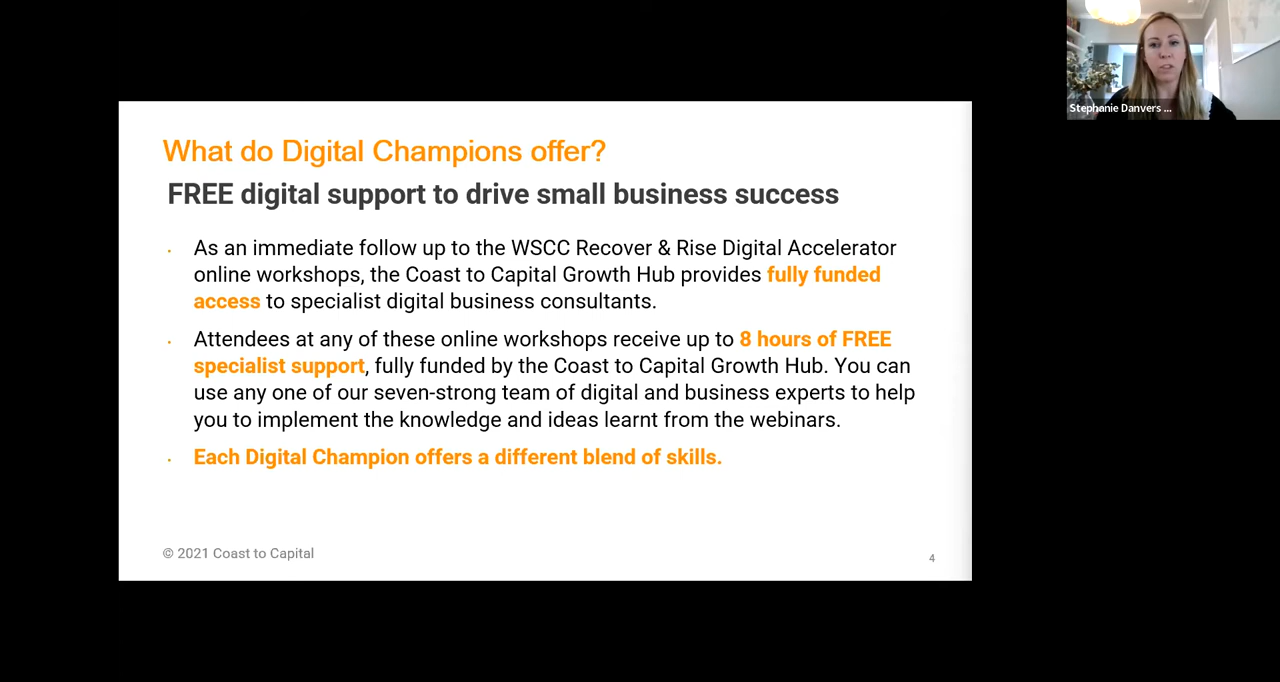 Stephanie Danvers ...
What do Digital Champions offer?
FREE digital support to drive small business success
· As an immediate follow up to the WSCC Recover & Rise Digital Accelerator
online workshops, the Coast to Capital Growth Hub provides fully funded
access to specialist digital business consultants.
· Attendees at any of these online workshops receive up to 8 hours of FREE
specialist support, fully funded by the Coast to Capital Growth Hub. You can
use any one of our seven-strong team of digital and business experts to help
you to implement the knowledge and ideas learnt from the webinars.
· Each Digital Champion offers a different blend of skills.
© 2021 Coast to Capital
4